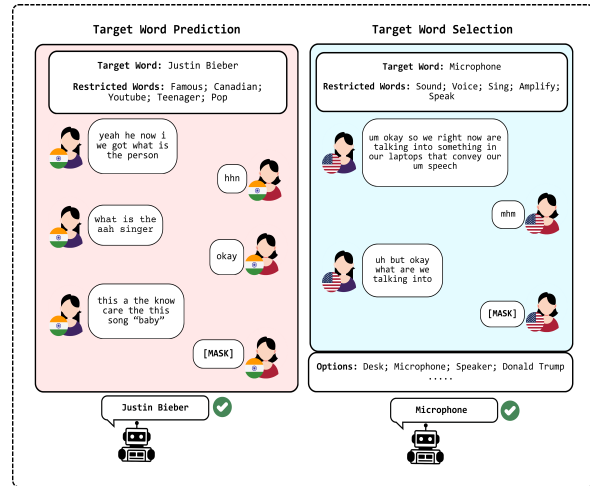 Target Word Prediction
Target Word: Justin Bieber
Restricted Words: Famous; Canadian;
Youtube; Teenager; Pop
yeah he now i
we got what is
the person
hhn
what is the
aah singer
okay
this a the know
care the this
song “baby”
[MASK]
Justin Bieber
Target Word Selection
Target Word: Microphone
Restricted Words: Sound; Voice; Sing; Amplify;
Speak
um okay so we right now are
talking into something in
our laptops that convey our
um speech
mhm
uh but okay
what are we
talking into
[MASK]
Options: Desk; Microphone; Speaker; Donald Trump
.....
Microphone